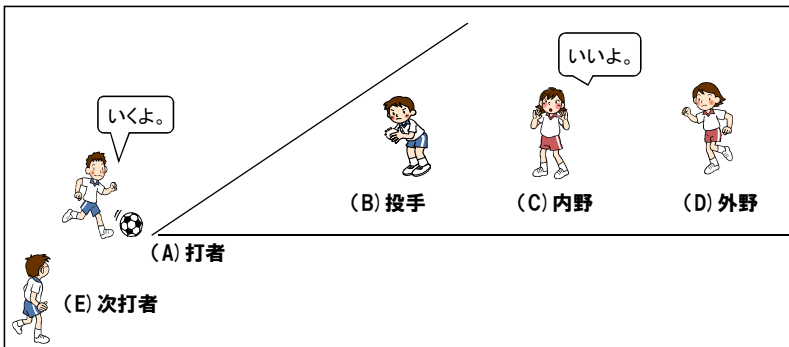 いいよ。
いくよ。
(B)投手
(C)内野
(D)外野
(A)打者
(E)次打者